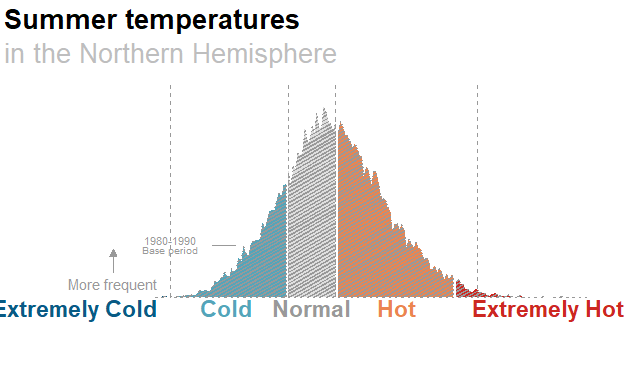 Summer temperatures
in the Northern Hemisphere
1980-1990
Base period
More frequent
Extremely Cold Cold Normal Hot Extremely Hot